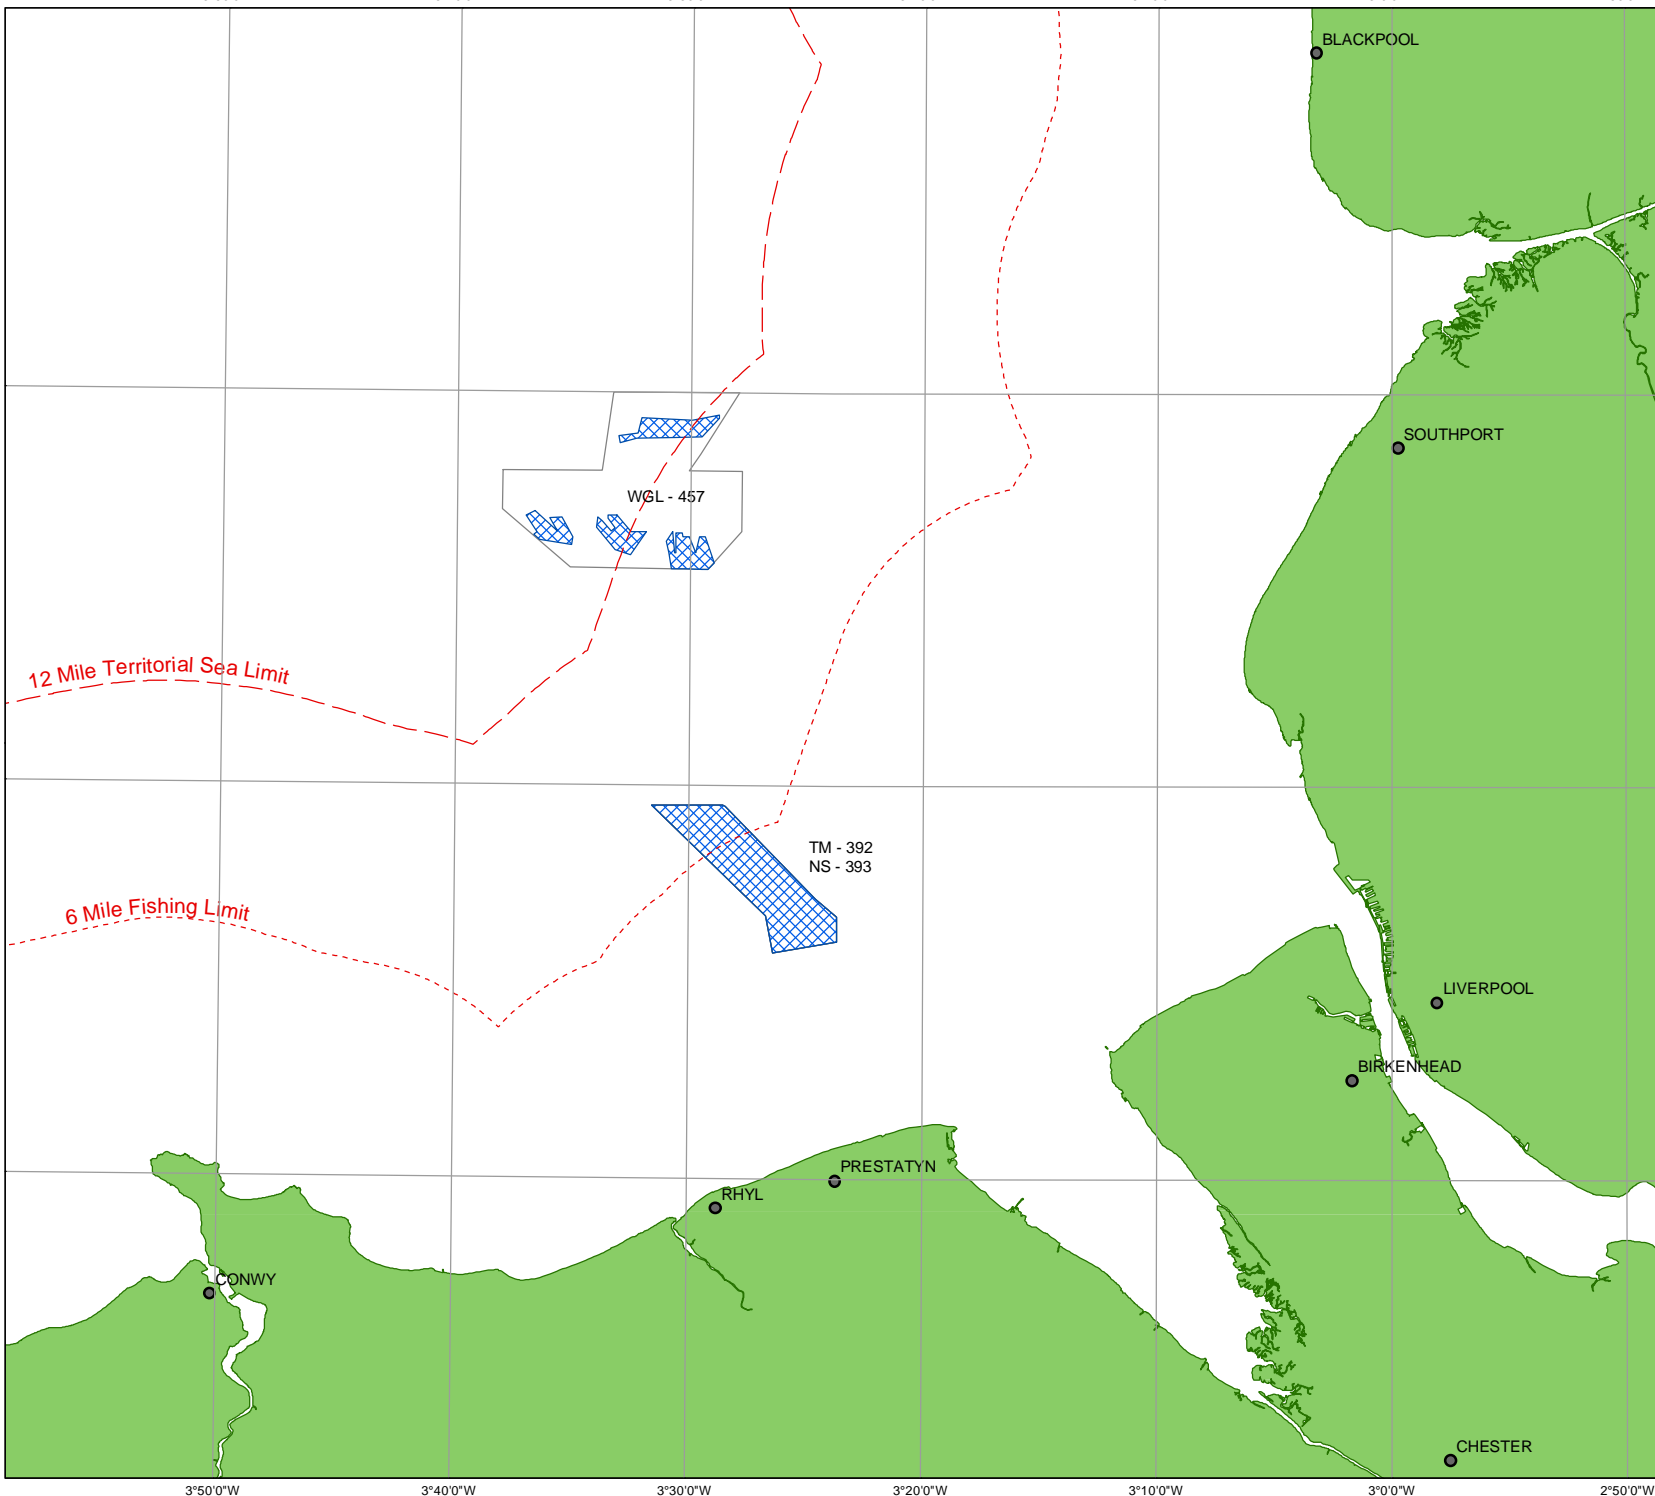 BLACKPOOL
SOUTHPORT
WGL - 457
12 Mile Territorial Sea Limit
TM - 392
NS - 393
6 Mile Fishing Limit
LIVERPOOL
BIRKENHEAD
PRESTATYN
RHYL
CONWY
CHESTER
3°50'0"W 3°40'0"W 3°30'0"W 3°20'0"W 3°10'0"W 3°0'0"W 2°50'0"W